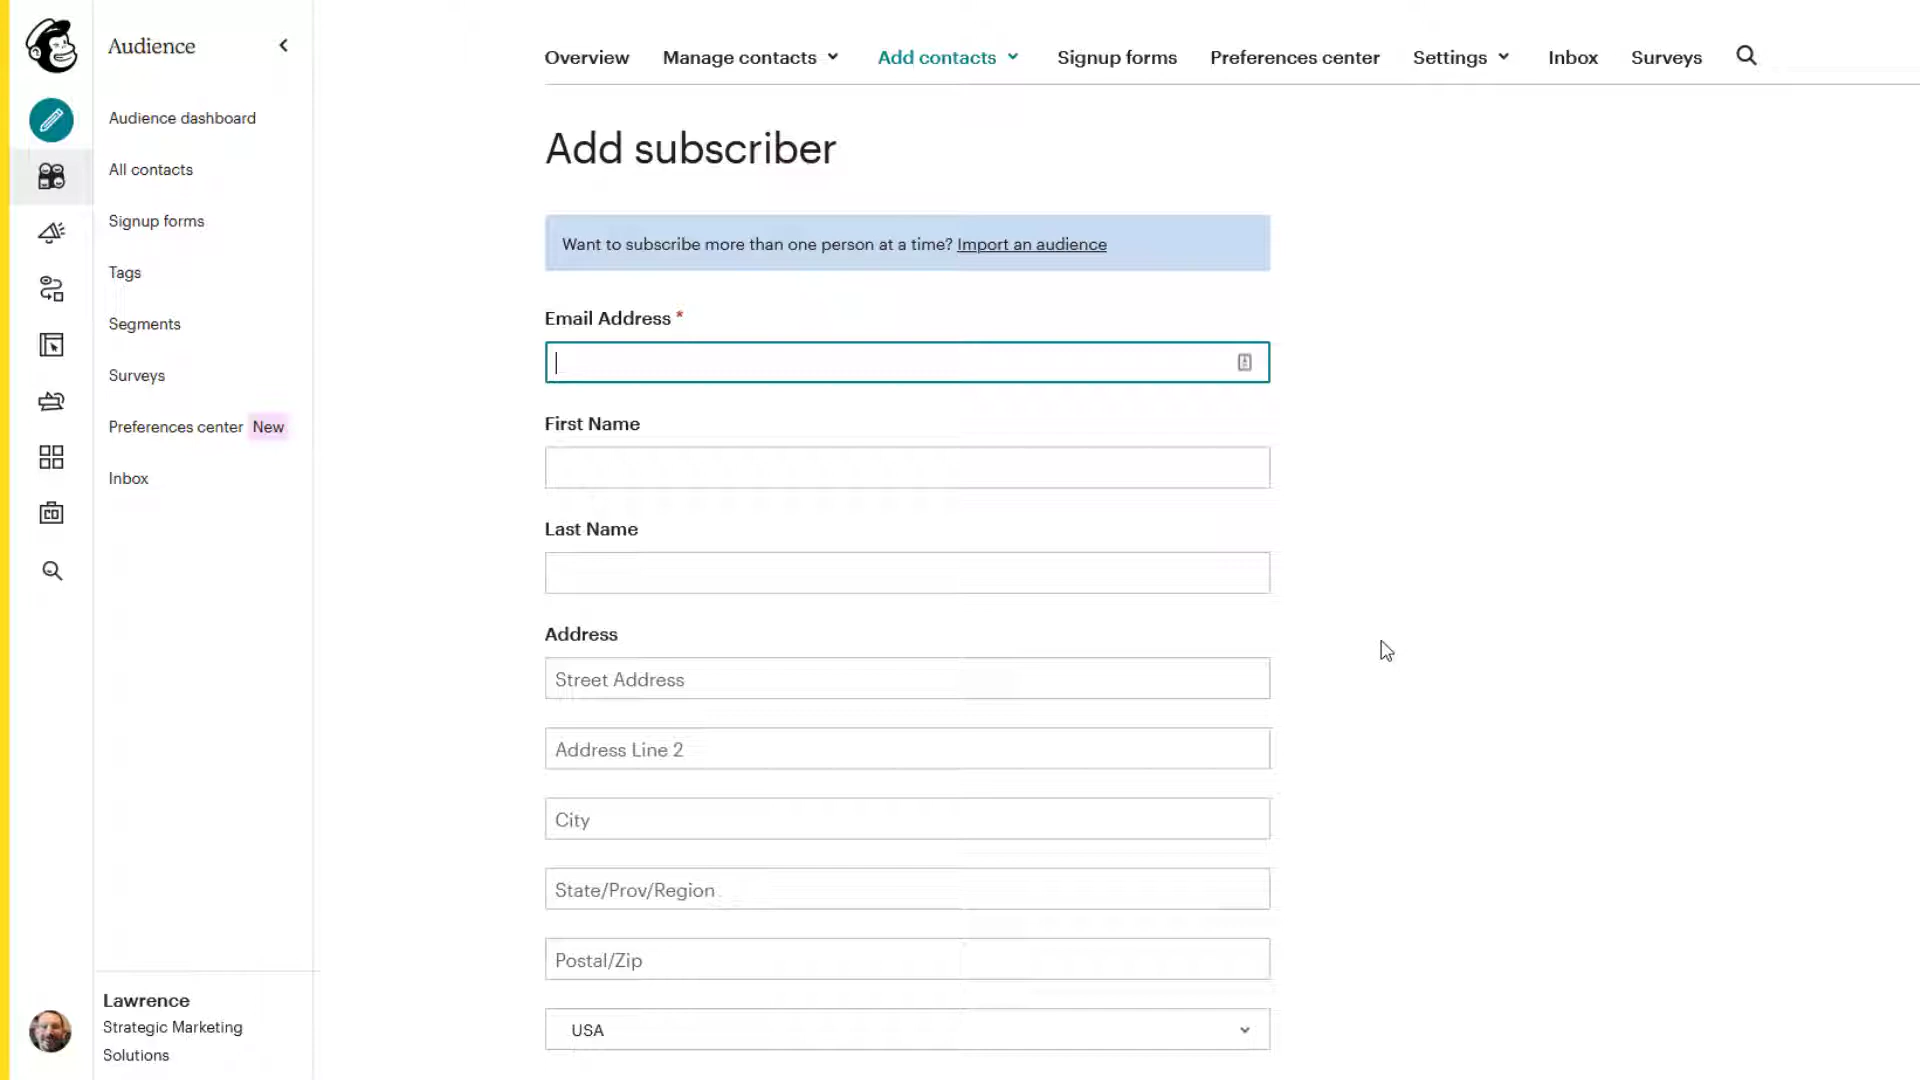 Audience
Audience dashboard
All contacts
Signup forms
Tags
Segments
Surveys
Preferences center New
Inbox
Lawrence
Strategic Marketing
Solutions
Overview Manage contacts Add contacts Signup forms Preferences center Settings Inbox Surveys
Add subscriber
Want to subscribe more than one person at a time? Import an audience
Email Address *
First Name
Last Name
Address
Street Address
Address Line 2
City
State/Prov/Region
Postal/Zip
USA